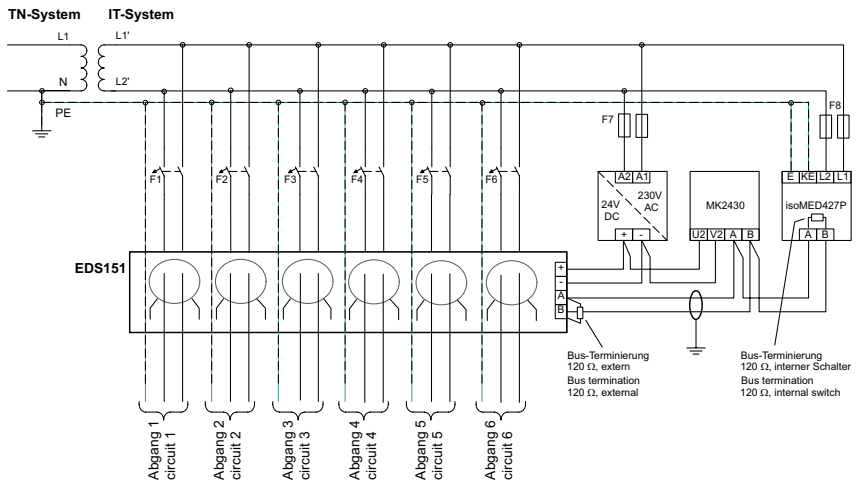 TN-System IT-System
L1 L1'
N L2'
PE
F7 F8
F1 F2 F3 F4 F5 F6
A2 A1
24V DC
230V AC
+ -
MK2430
U2 V2 A B
E KE L2 L1
isoMED427P
A B
EDS151
+
-
A
B
Bus-Terminierung
120 Ω, extern
Bus termination
120 Ω, external
Bus-Terminierung
120 Ω, interner Schalter
Bus termination
120 Ω, internal switch
Abgang 1
circuit 1
Abgang 2
circuit 2
Abgang 3
circuit 3
Abgang 4
circuit 4
Abgang 5
circuit 5
Abgang 6
circuit 6